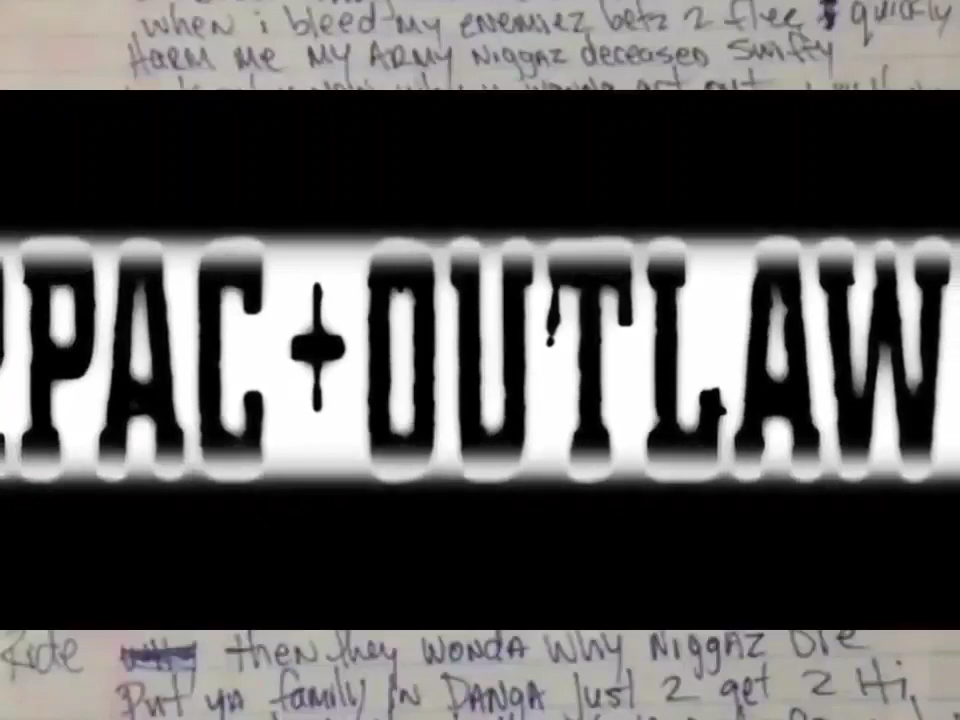 when i bleed my enemiez betz 2 flee quickly
Harm me my ARMY Niggaz deceased swifty
PAC + OUTLAW
Ride then they wonda why Niggaz Die
Put ya family in Danga Just 2 get 2 Hi,